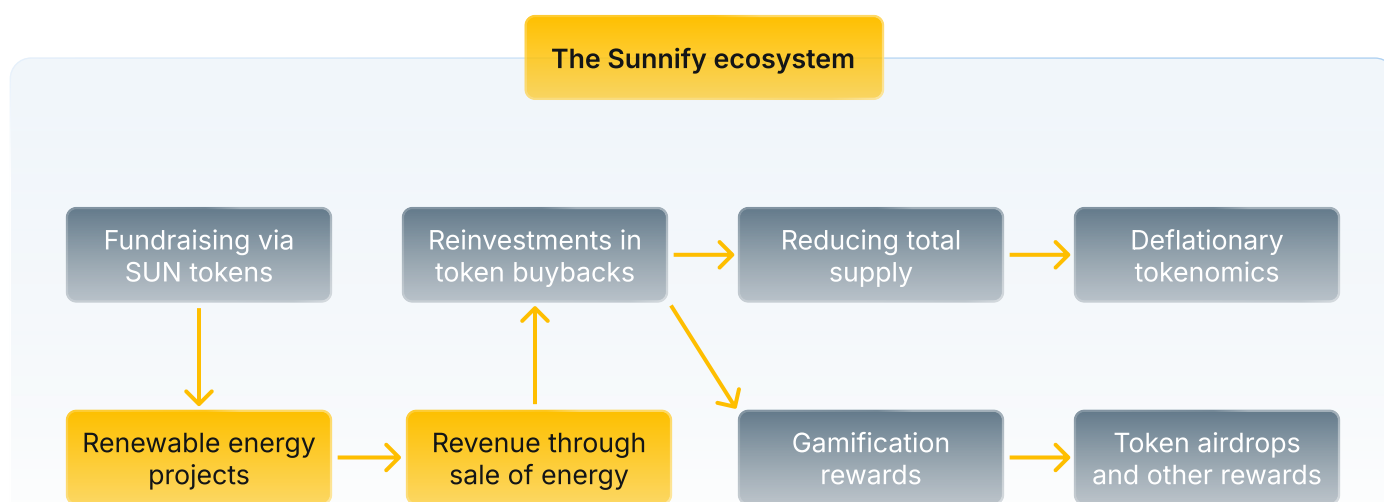 The Sunnify ecosystem
Fundraising via
SUN tokens
Reinvestments in
token buybacks
Reducing total
supply
Deflationary
tokenomics
Renewable energy
projects
Revenue through
sale of energy
Gamification
rewards
Token airdrops
and other rewards